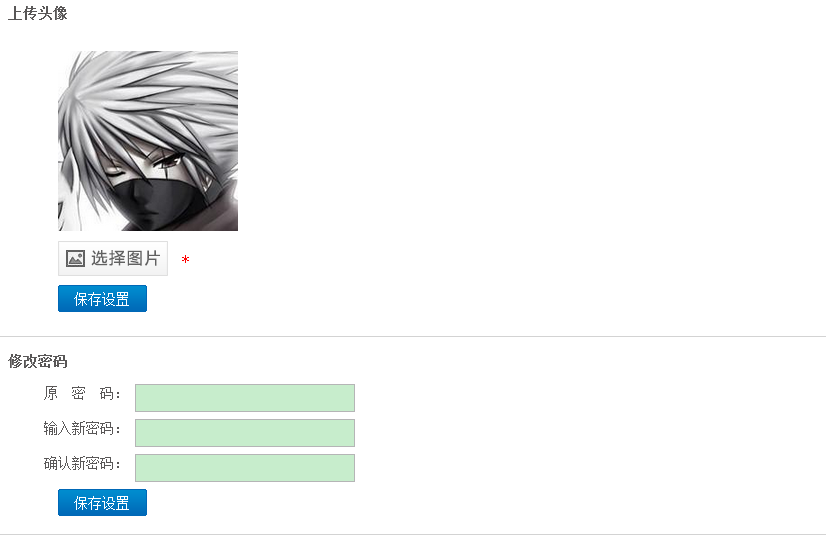 上传头像
选择图片 *
保存设置
修改密码
原 密 码：
输入新密码：
确认新密码：
保存设置